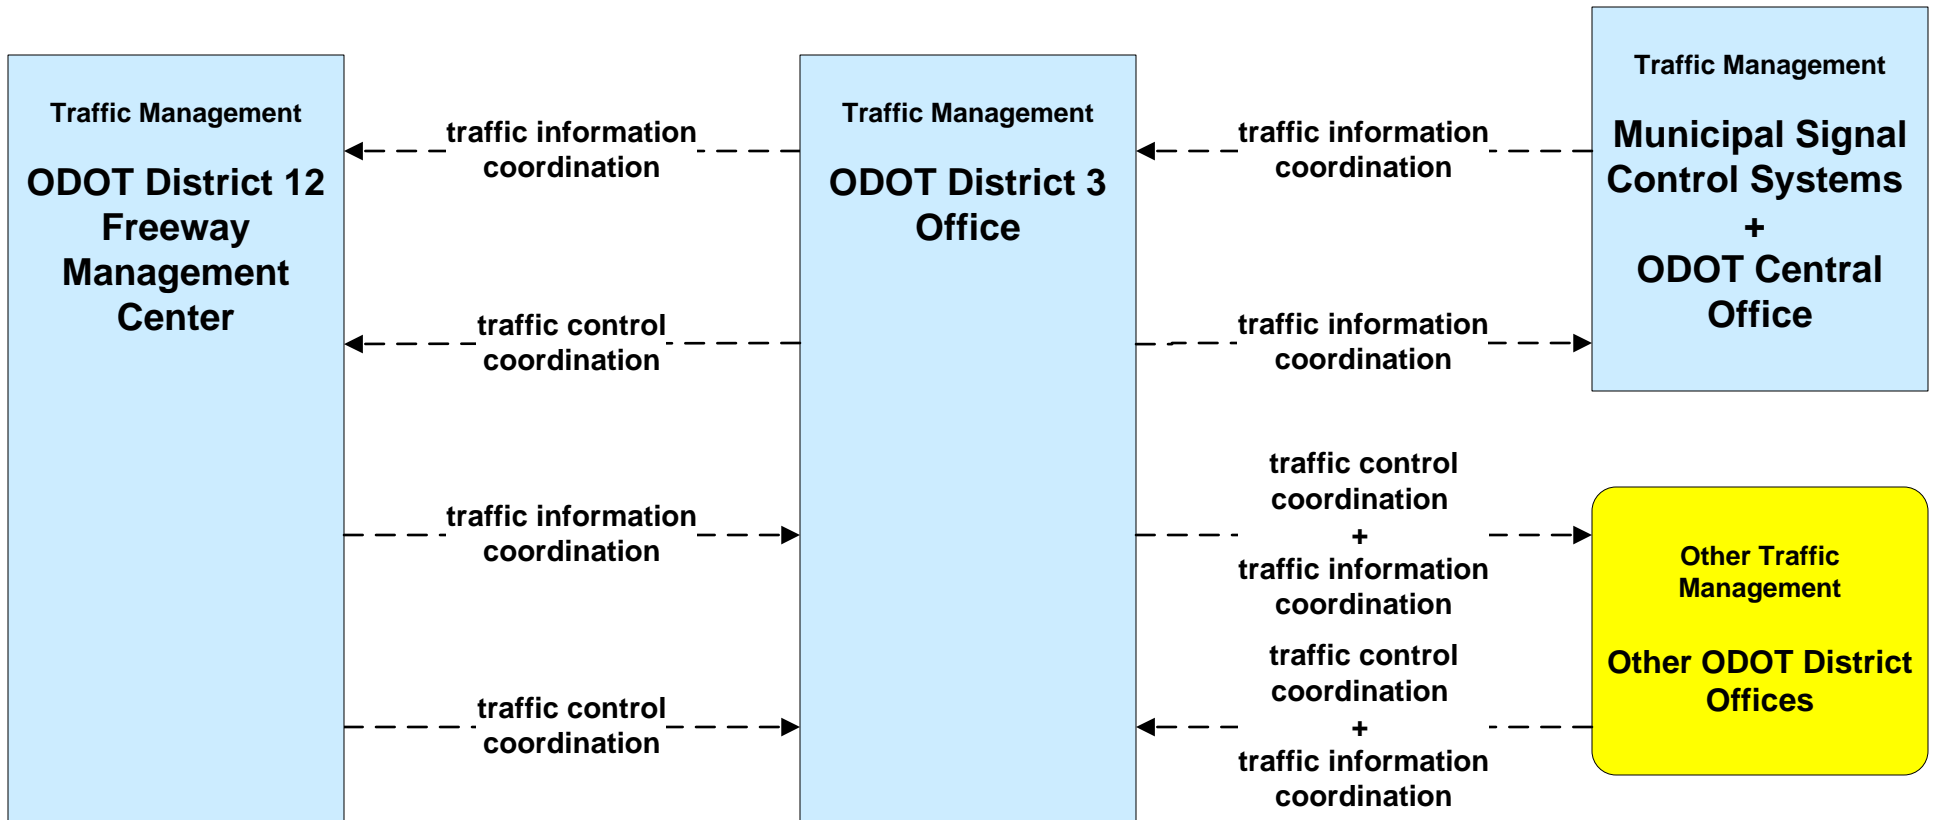 Traffic Management
ODOT District 12
Freeway
Management
Center
traffic information
coordination
traffic control
coordination
traffic information
coordination
traffic control
coordination
Traffic Management
ODOT District 3
Office
traffic information
coordination
traffic information
coordination
traffic control
coordination
+
traffic information
coordination
traffic control
coordination
+
traffic information
coordination
Traffic Management
Municipal Signal
Control Systems
+
ODOT Central
Office
Other Traffic
Management
Other ODOT District
Offices